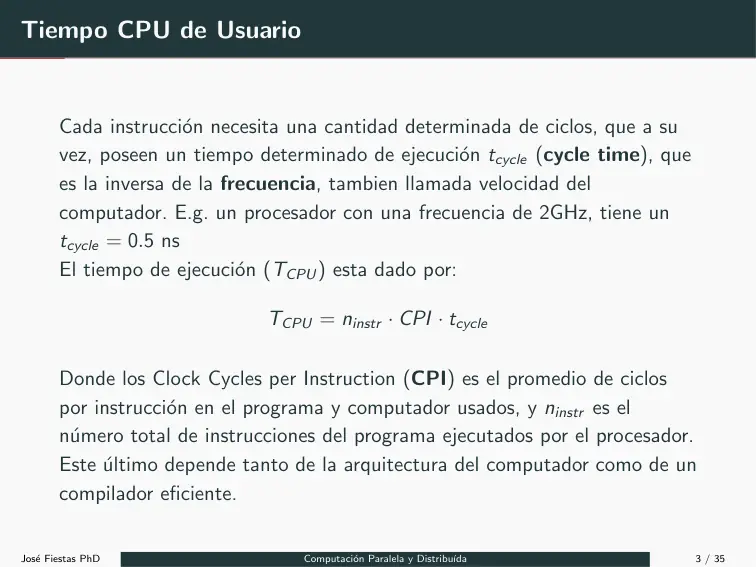 Tiempo CPU de Usuario
Cada instrucción necesita una cantidad determinada de ciclos, que a su
vez, poseen un tiempo determinado de ejecución t_cycle (cycle time), que
es la inversa de la frecuencia, tambien llamada velocidad del
computador. E.g. un procesador con una frecuencia de 2GHz, tiene un
t_cycle = 0.5 ns
El tiempo de ejecución (T_CPU) esta dado por:
T_CPU = n_instr · CPI · t_cycle
Donde los Clock Cycles per Instruction (CPI) es el promedio de ciclos
por instrucción en el programa y computador usados, y n_instr es el
número total de instrucciones del programa ejecutados por el procesador.
Este último depende tanto de la arquitectura del computador como de un
compilador eficiente.
José Fiestas PhD
Computación Paralela y Distribuída
3 / 35